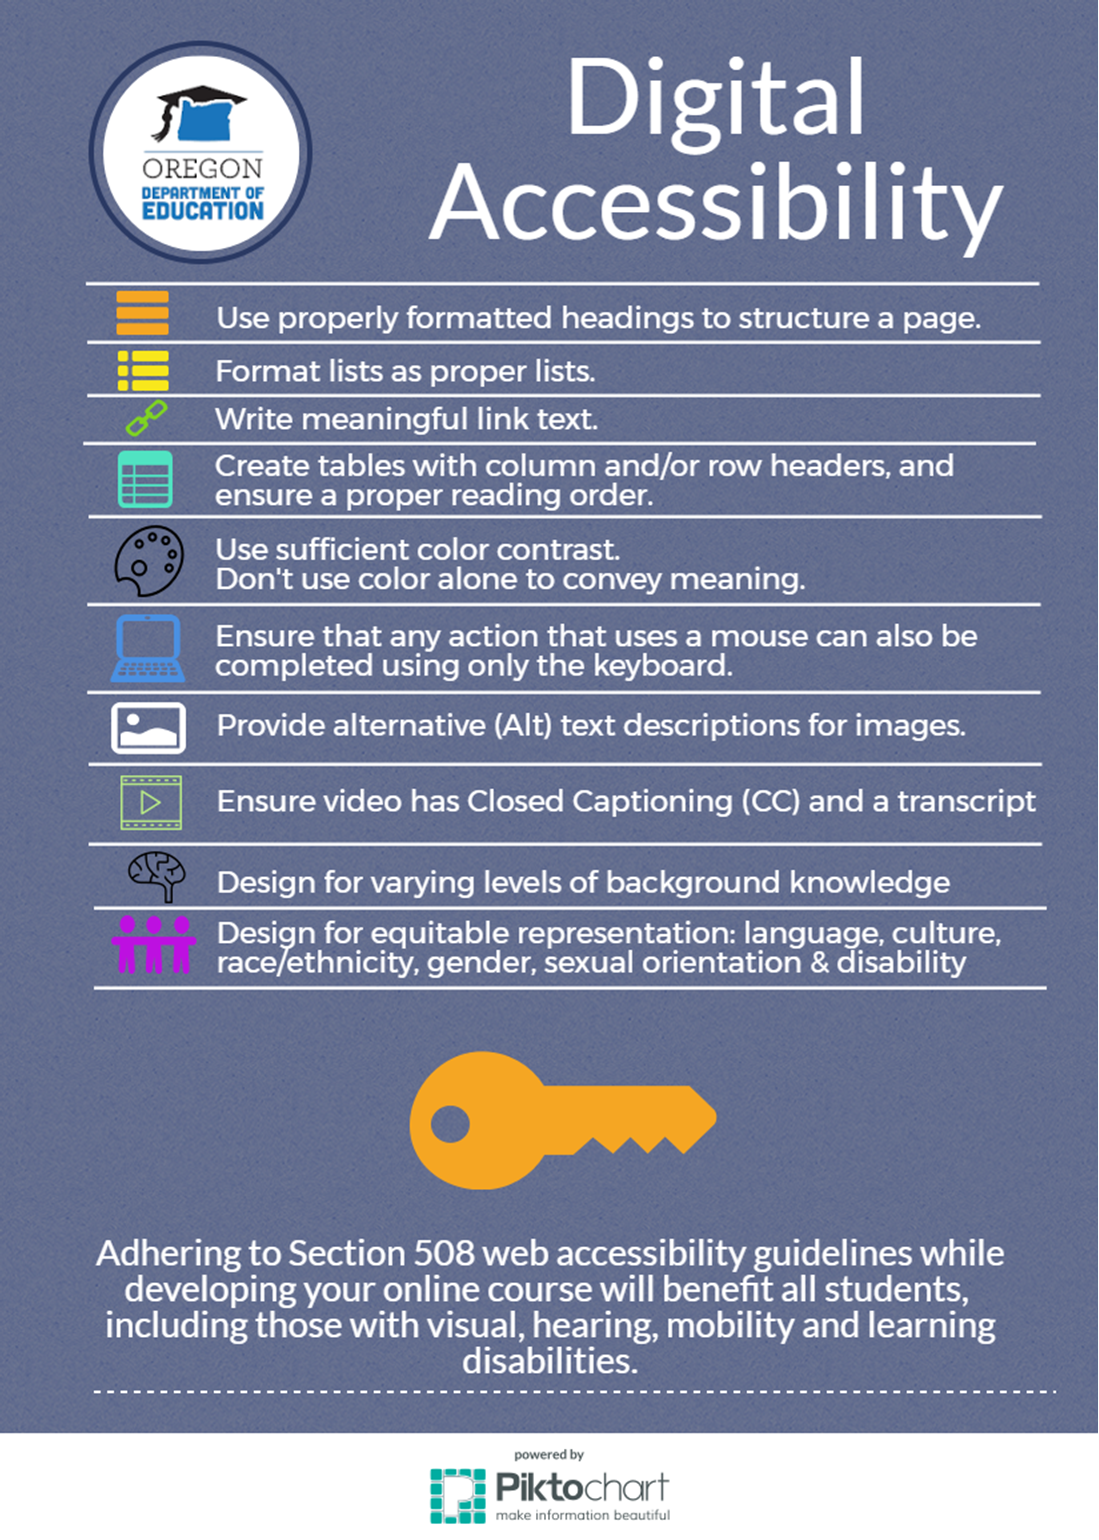 OREGON
DEPARTMENT OF
EDUCATION
Digital
Accessibility
Use properly formatted headings to structure a page.
Format lists as proper lists.
Write meaningful link text.
Create tables with column and/or row headers, and
ensure a proper reading order.
Use sufficient color contrast.
Don't use color alone to convey meaning.
Ensure that any action that uses a mouse can also be
completed using only the keyboard.
Provide alternative (Alt) text descriptions for images.
Ensure video has Closed Captioning (CC) and a transcript
Design for varying levels of background knowledge
Design for equitable representation: language, culture,
race/ethnicity, gender, sexual orientation & disability
Adhering to Section 508 web accessibility guidelines while
developing your online course will benefit all students,
including those with visual, hearing, mobility and learning
disabilities.
powered by
Piktochart
make information beautiful